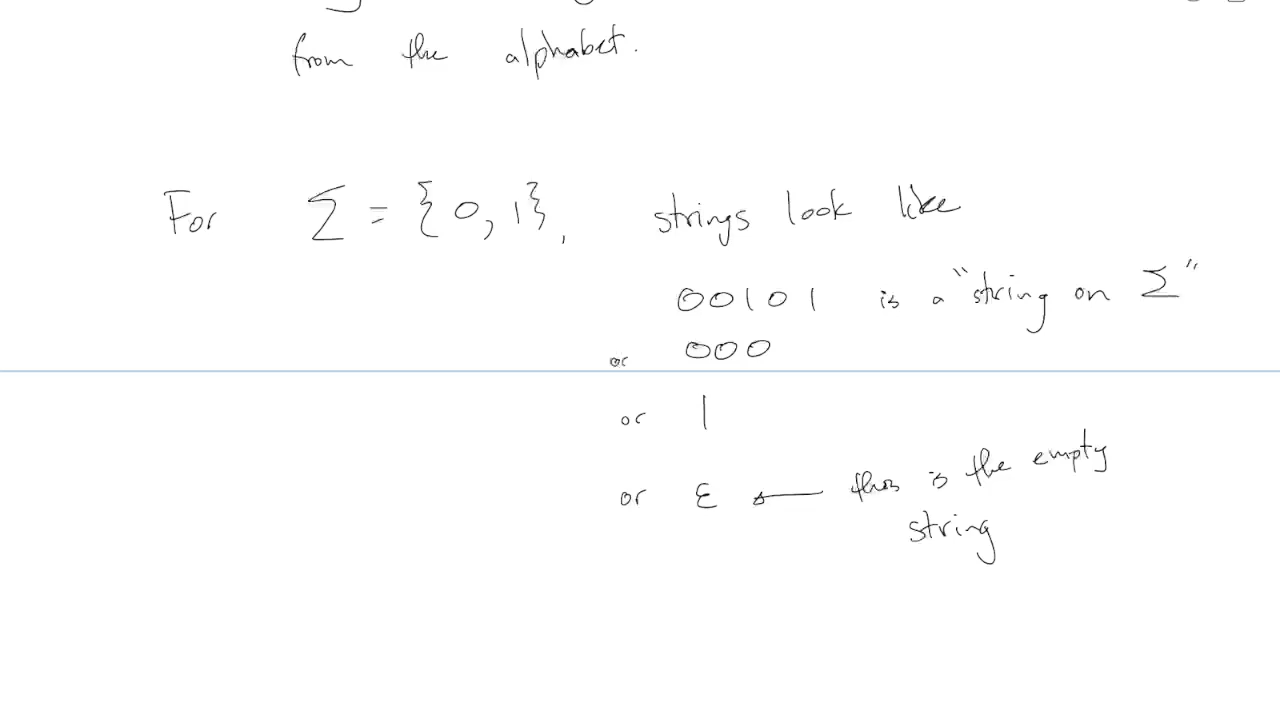 from the alphabet.
For Σ = {0, 1}, strings look like
00101 is a "string on Σ"
or 000
or 1
or ε ← this is the empty
string